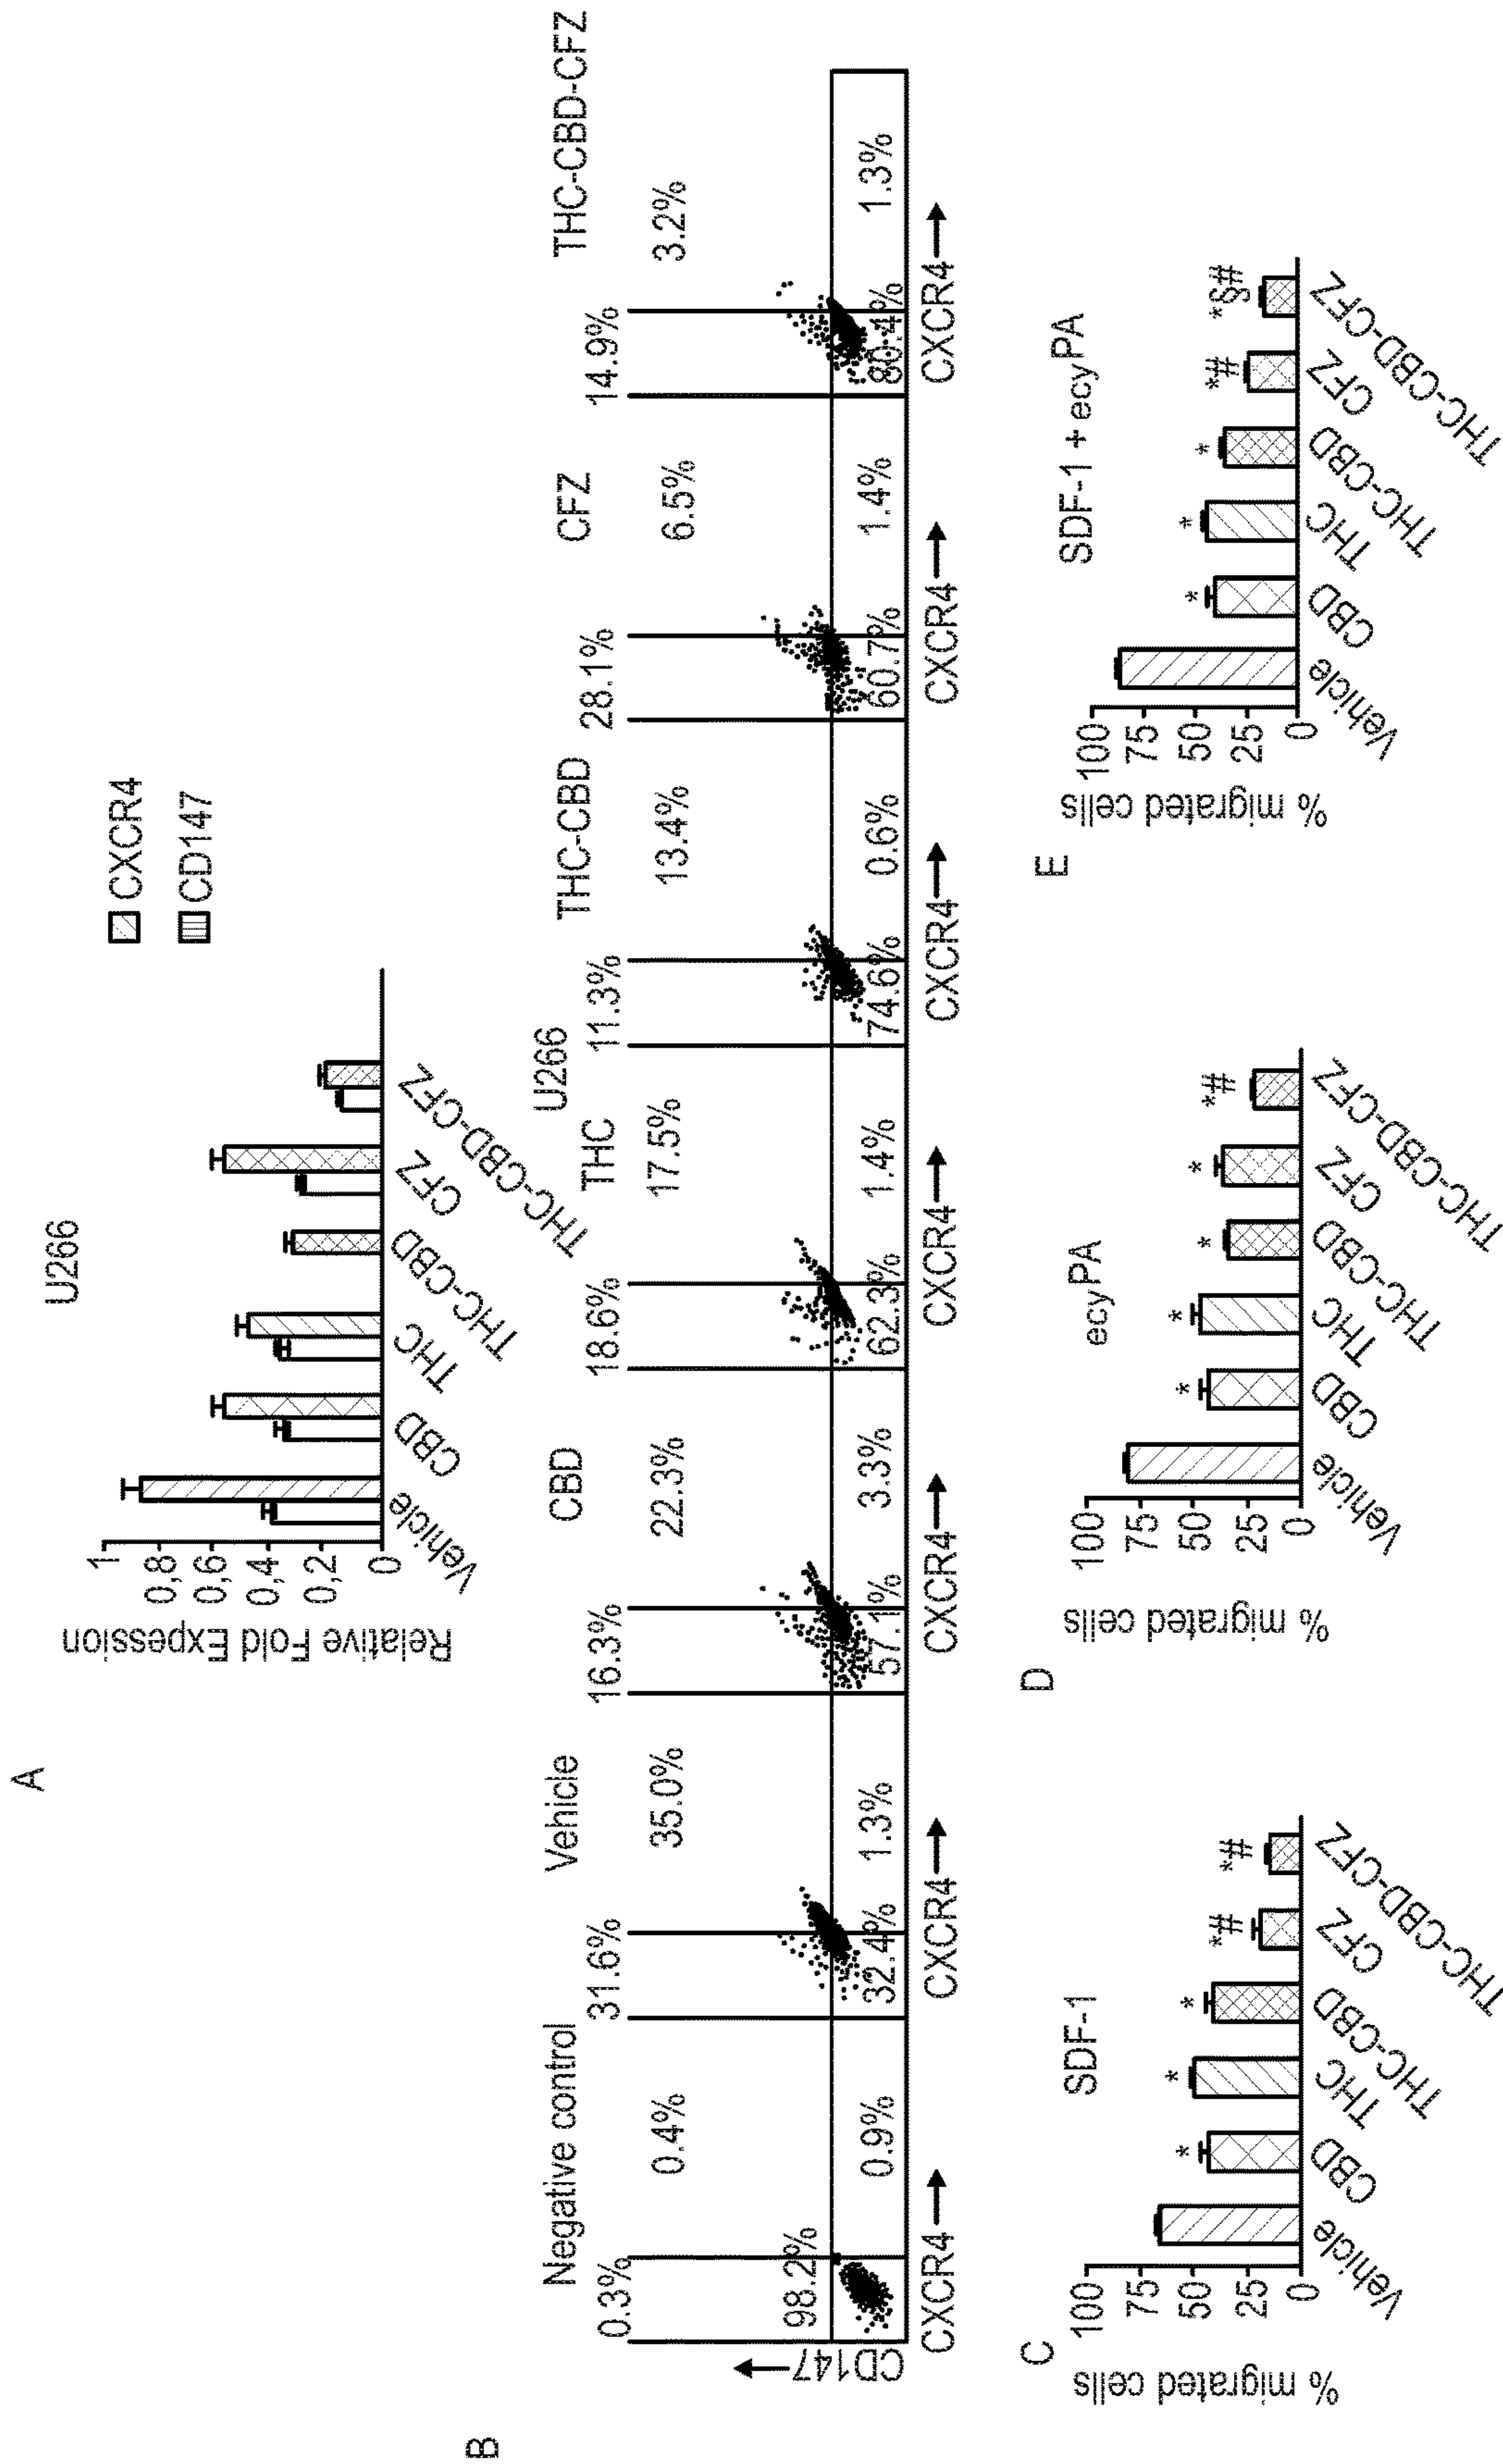 A
U266
CXCR4
CD147
Relative Fold Expession
1
0,8
0,6
0,4
0,2
0
Vehicle
CBD
THC
THC-CBD
CFZ
THC-CBD-CFZ
B
U266
Negative control
Vehicle
CBD
THC
THC-CBD
CFZ
THC-CBD-CFZ
0.3%
0.4%
98.2%
0.9%
31.6%
35.0%
32.4%
1.3%
16.3%
22.3%
57.1%
3.3%
18.6%
17.5%
62.3%
1.4%
11.3%
13.4%
74.6%
0.6%
28.1%
6.5%
60.7%
1.4%
14.9%
3.2%
80.4%
1.3%
CD147
CXCR4
CXCR4
CXCR4
CXCR4
CXCR4
CXCR4
CXCR4
C
SDF-1
% migrated cells
100
75
50
25
0
*
*
*
*#
*#
Vehicle
CBD
THC
THC-CBD
CFZ
THC-CBD-CFZ
D
ecyPA
% migrated cells
100
75
50
25
0
*
*
*
*
*#
Vehicle
CBD
THC
THC-CBD
CFZ
THC-CBD-CFZ
E
SDF-1 + ecyPA
% migrated cells
100
75
50
25
0
*
*
*
*#
*§#
Vehicle
CBD
THC
THC-CBD
CFZ
THC-CBD-CFZ